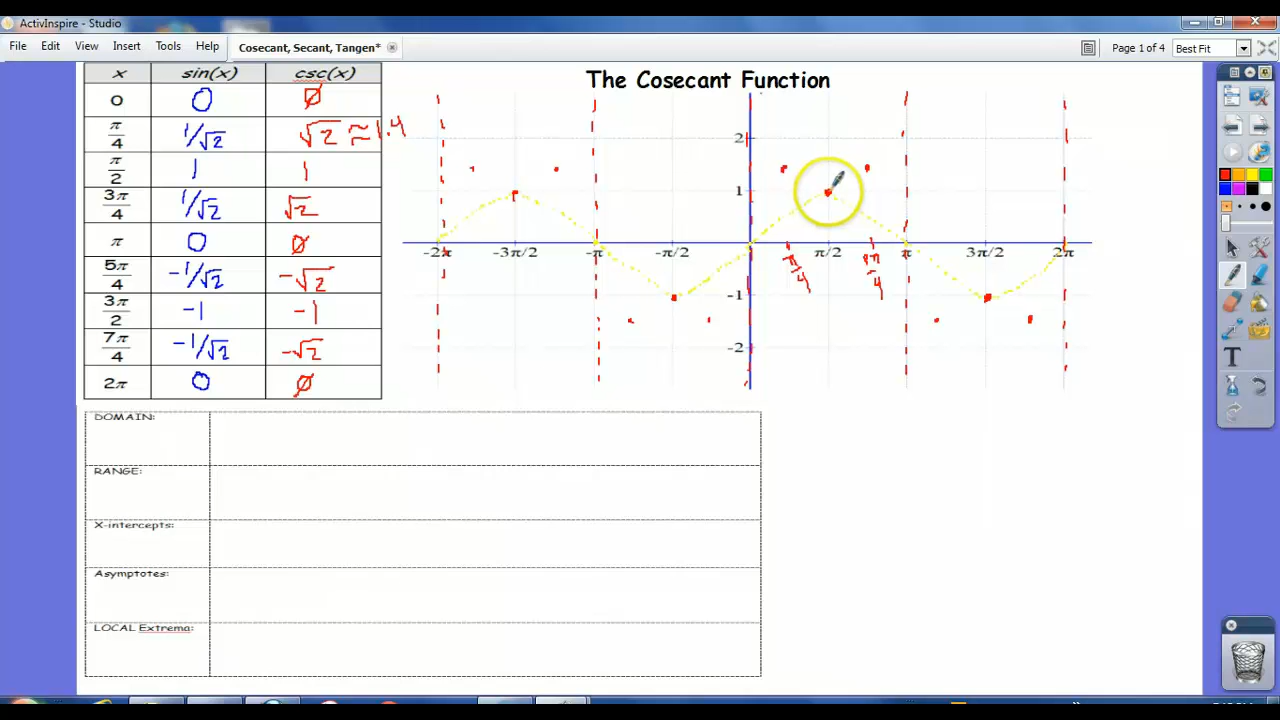 ActivInspire - Studio
File Edit View Insert Tools Help Cosecant, Secant, Tangen* Page 1 of 4 Best Fit
x sin(x) csc(x)
0 0 ∅
π/4 1/√2 √2 ≈ 1.4
π/2 1 1
3π/4 1/√2 √2
π 0 ∅
5π/4 -1/√2 -√2
3π/2 -1 -1
7π/4 -1/√2 -√2
2π 0 ∅
The Cosecant Function
2
1
-2π -3π/2 -π -π/2 π/2 π 3π/2 2π
π/4 3π/4
-1
-2
DOMAIN:
RANGE:
X-intercepts:
Asymptotes:
LOCAL Extrema:
T